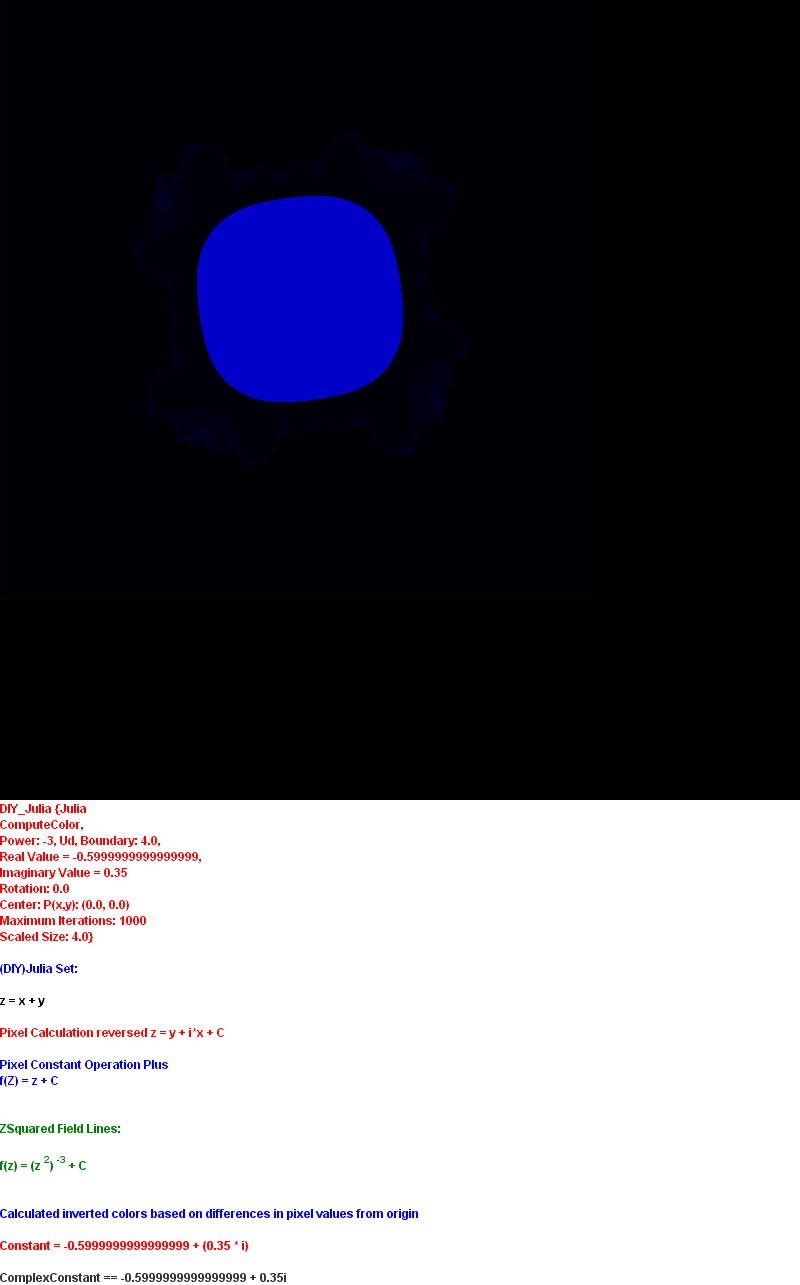 DIY_Julia {Julia
ComputeColor,
Power: -3, Ud, Boundary: 4.0,
Real Value = -0.5999999999999999,
Imaginary Value = 0.35
Rotation: 0.0
Center: P(x,y): (0.0, 0.0)
Maximum Iterations: 1000
Scaled Size: 4.0}
(DIY)Julia Set:
z = x + y
Pixel Calculation reversed z = y + i*x + C
Pixel Constant Operation Plus
f(Z) = z + C
ZSquared Field Lines:
f(z) = (z 2) -3 + C
Calculated inverted colors based on differences in pixel values from origin
Constant = -0.5999999999999999 + (0.35 * i)
ComplexConstant == -0.5999999999999999 + 0.35i